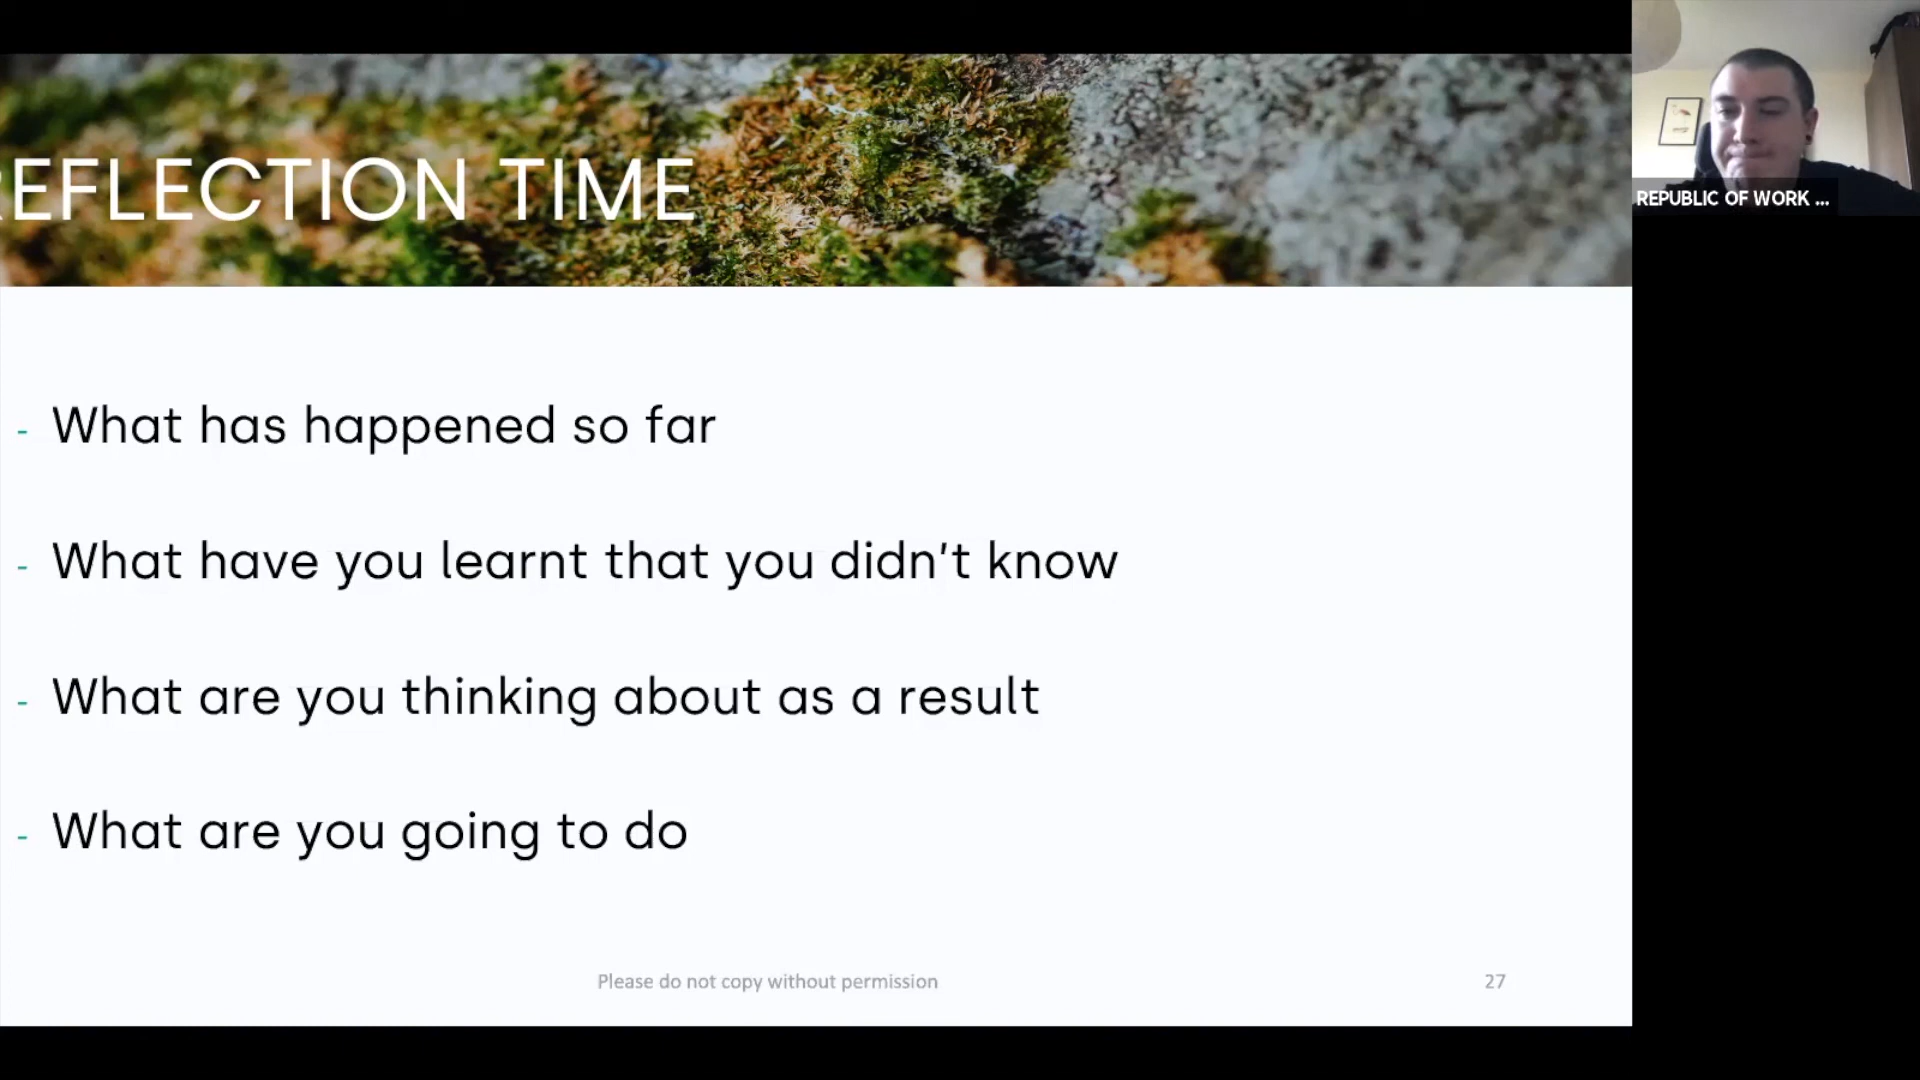 REFLECTION TIME
REPUBLIC OF WORK ...
- What has happened so far
- What have you learnt that you didn't know
- What are you thinking about as a result
- What are you going to do
Please do not copy without permission
27